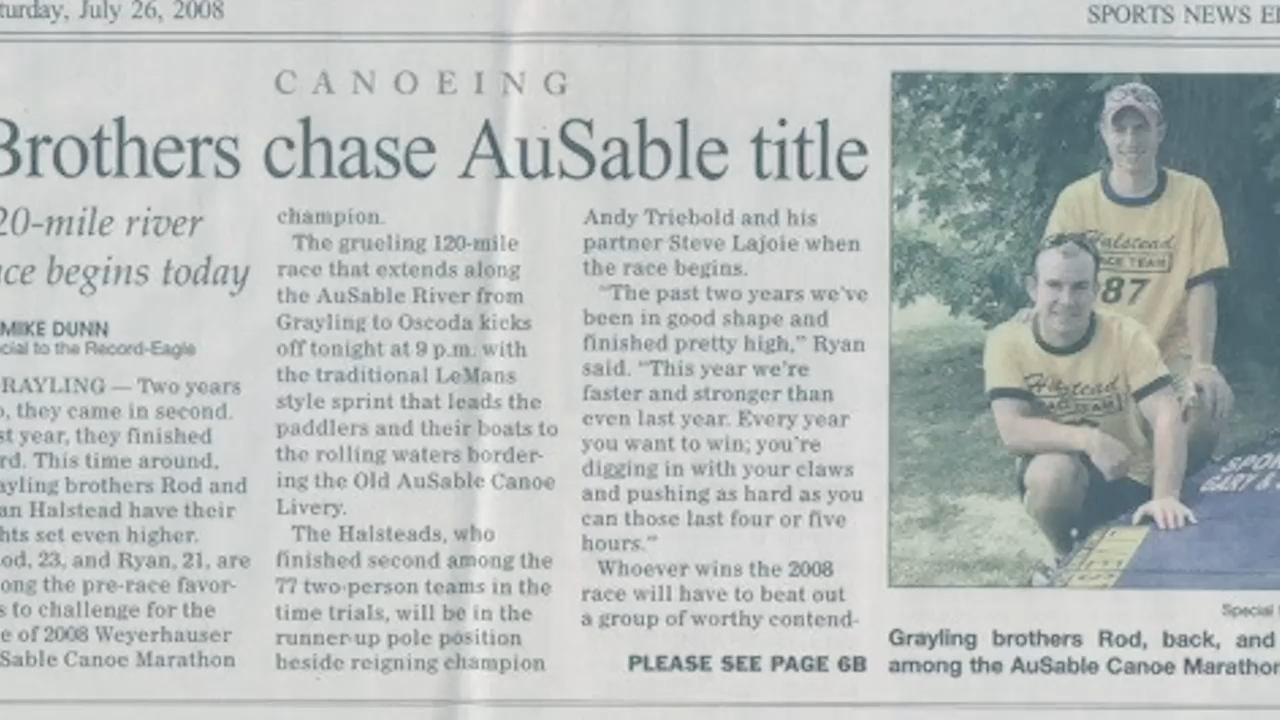 turday, July 26, 2008
SPORTS NEWS
CANOEING
Brothers chase AuSable title
20-mile river
ce begins today
MIKE DUNN
cial to the Record-Eagle
RAYLING — Two years
, they came in second.
st year, they finished
rd. This time around,
ayling brothers Rod and
an Halstead have their
hts set even higher.
od, 23, and Ryan, 21, are
ong the pre-race favor-
s to challenge for the
e of 2008 Weyerhauser
Sable Canoe Marathon
champion.
The grueling 120-mile
race that extends along
the AuSable River from
Grayling to Oscoda kicks
off tonight at 9 p.m. with
the traditional LeMans
style sprint that leads the
paddlers and their boats to
the rolling waters border-
ing the Old AuSable Canoe
Livery.
The Halsteads, who
finished second among the
77 two-person teams in the
time trials, will be in the
runner-up pole position
beside reigning champion
Andy Triebold and his
partner Steve Lajoie when
the race begins.
"The past two years we've
been in good shape and
finished pretty high," Ryan
said. "This year we're
faster and stronger than
even last year. Every year
you want to win; you're
digging in with your claws
and pushing as hard as you
can those last four or five
hours."
Whoever wins the 2008
race will have to beat out
a group of worthy contend-
PLEASE SEE PAGE 6B
Halstead
CE TEAM
87
Halstead
TEAM
SPON
GARY &
Special
Grayling brothers Rod, back, and
among the AuSable Canoe Marathon